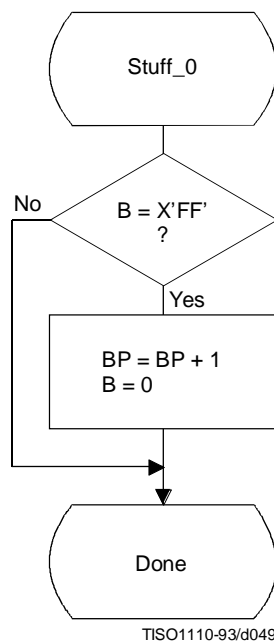 Stuff_0
B = X'FF'
?
No
Yes
BP = BP + 1
B = 0
Done
TISO1110-93/d049